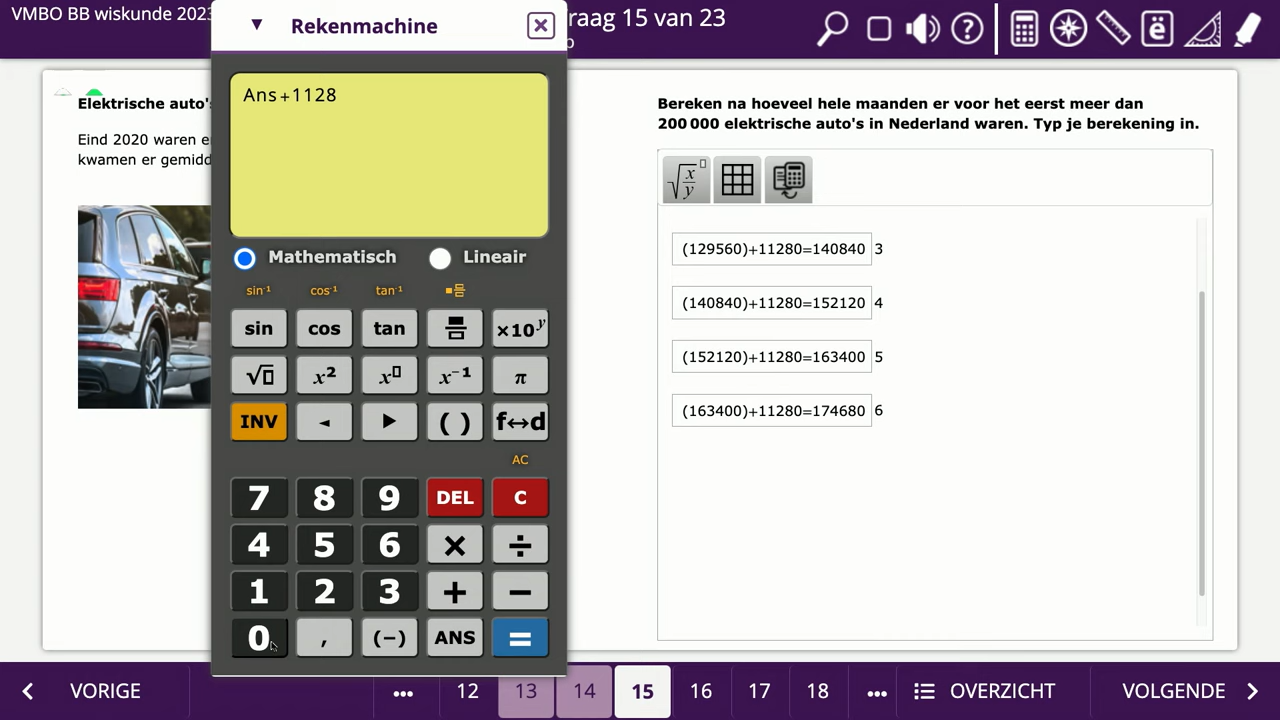 VMBO BB wiskunde 2023
raag 15 van 23
Rekenmachine
Ans+1128
Mathematisch
Lineair
sin-1 cos-1 tan-1
sin cos tan ×10^y
√ x² x x⁻¹ π
INV ◄ ► ( ) f↔d
AC
7 8 9 DEL C
4 5 6 × ÷
1 2 3 + −
0 , (−) ANS =
Elektrische auto's
Eind 2020 waren e
kwamen er gemidd
Bereken na hoeveel hele maanden er voor het eerst meer dan
200 000 elektrische auto's in Nederland waren. Typ je berekening in.
(129560)+11280=140840 3
(140840)+11280=152120 4
(152120)+11280=163400 5
(163400)+11280=174680 6
VORIGE ... 12 13 14 15 16 17 18 ... OVERZICHT VOLGENDE